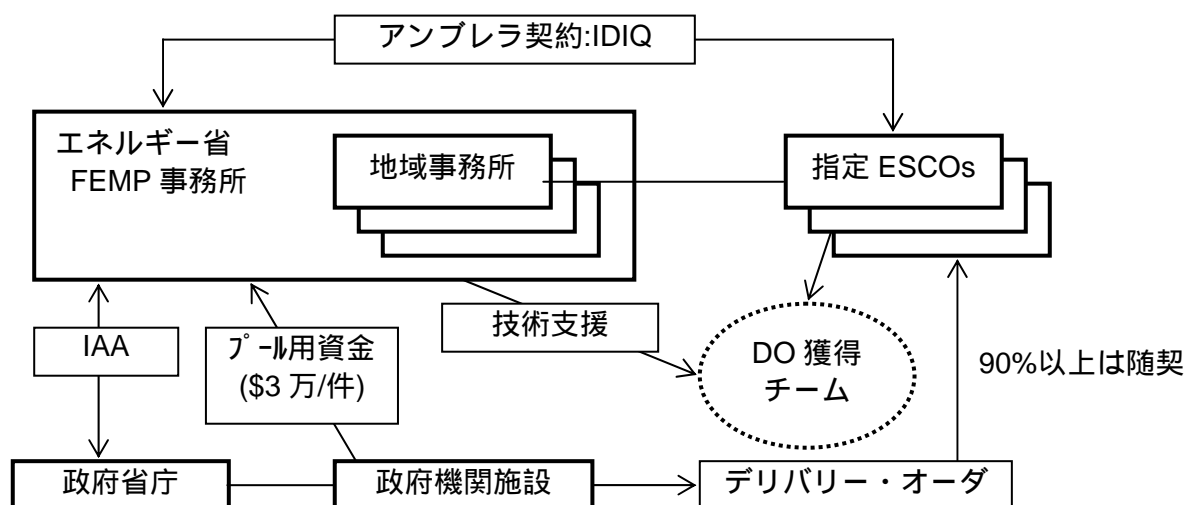 アンブレラ契約:IDIQ
エネルギー省
FEMP 事務所
地域事務所
指定 ESCOs
IAA
プール用資金
($3 万/件)
技術支援
DO 獲得
チーム
90%以上は随契
政府省庁
政府機関施設
デリバリー・オーダ